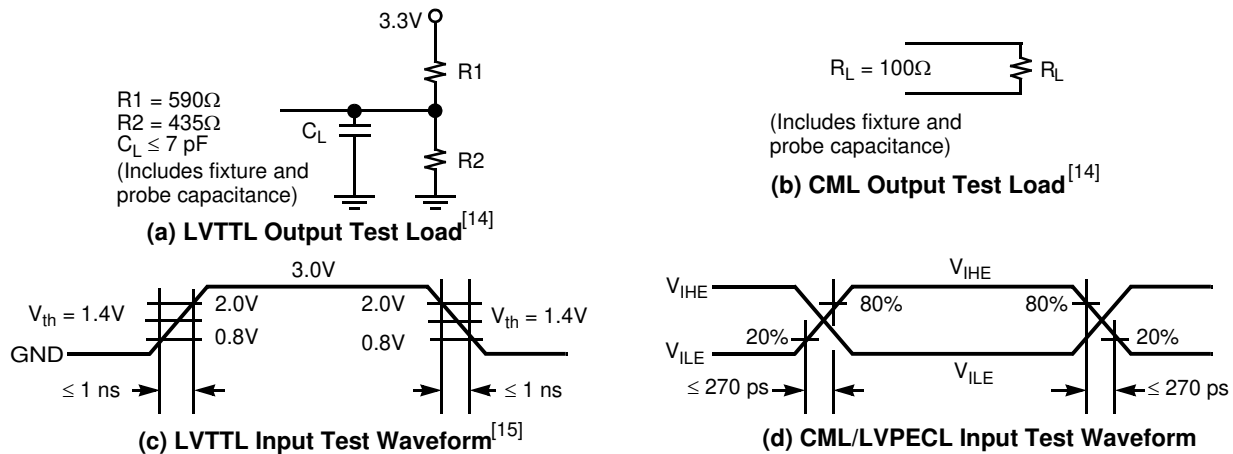 3.3V
R1
R1 = 590Ω
R2 = 435Ω
C_L ≤ 7 pF
(Includes fixture and
probe capacitance)
C_L
R2
(a) LVTTL Output Test Load[14]
R_L = 100Ω
R_L
(Includes fixture and
probe capacitance)
(b) CML Output Test Load[14]
3.0V
V_th = 1.4V
2.0V
0.8V
2.0V
0.8V
V_th = 1.4V
GND
≤ 1 ns
≤ 1 ns
(c) LVTTL Input Test Waveform[15]
V_IHE
V_IHE
80%
80%
20%
20%
V_ILE
V_ILE
≤ 270 ps
≤ 270 ps
(d) CML/LVPECL Input Test Waveform